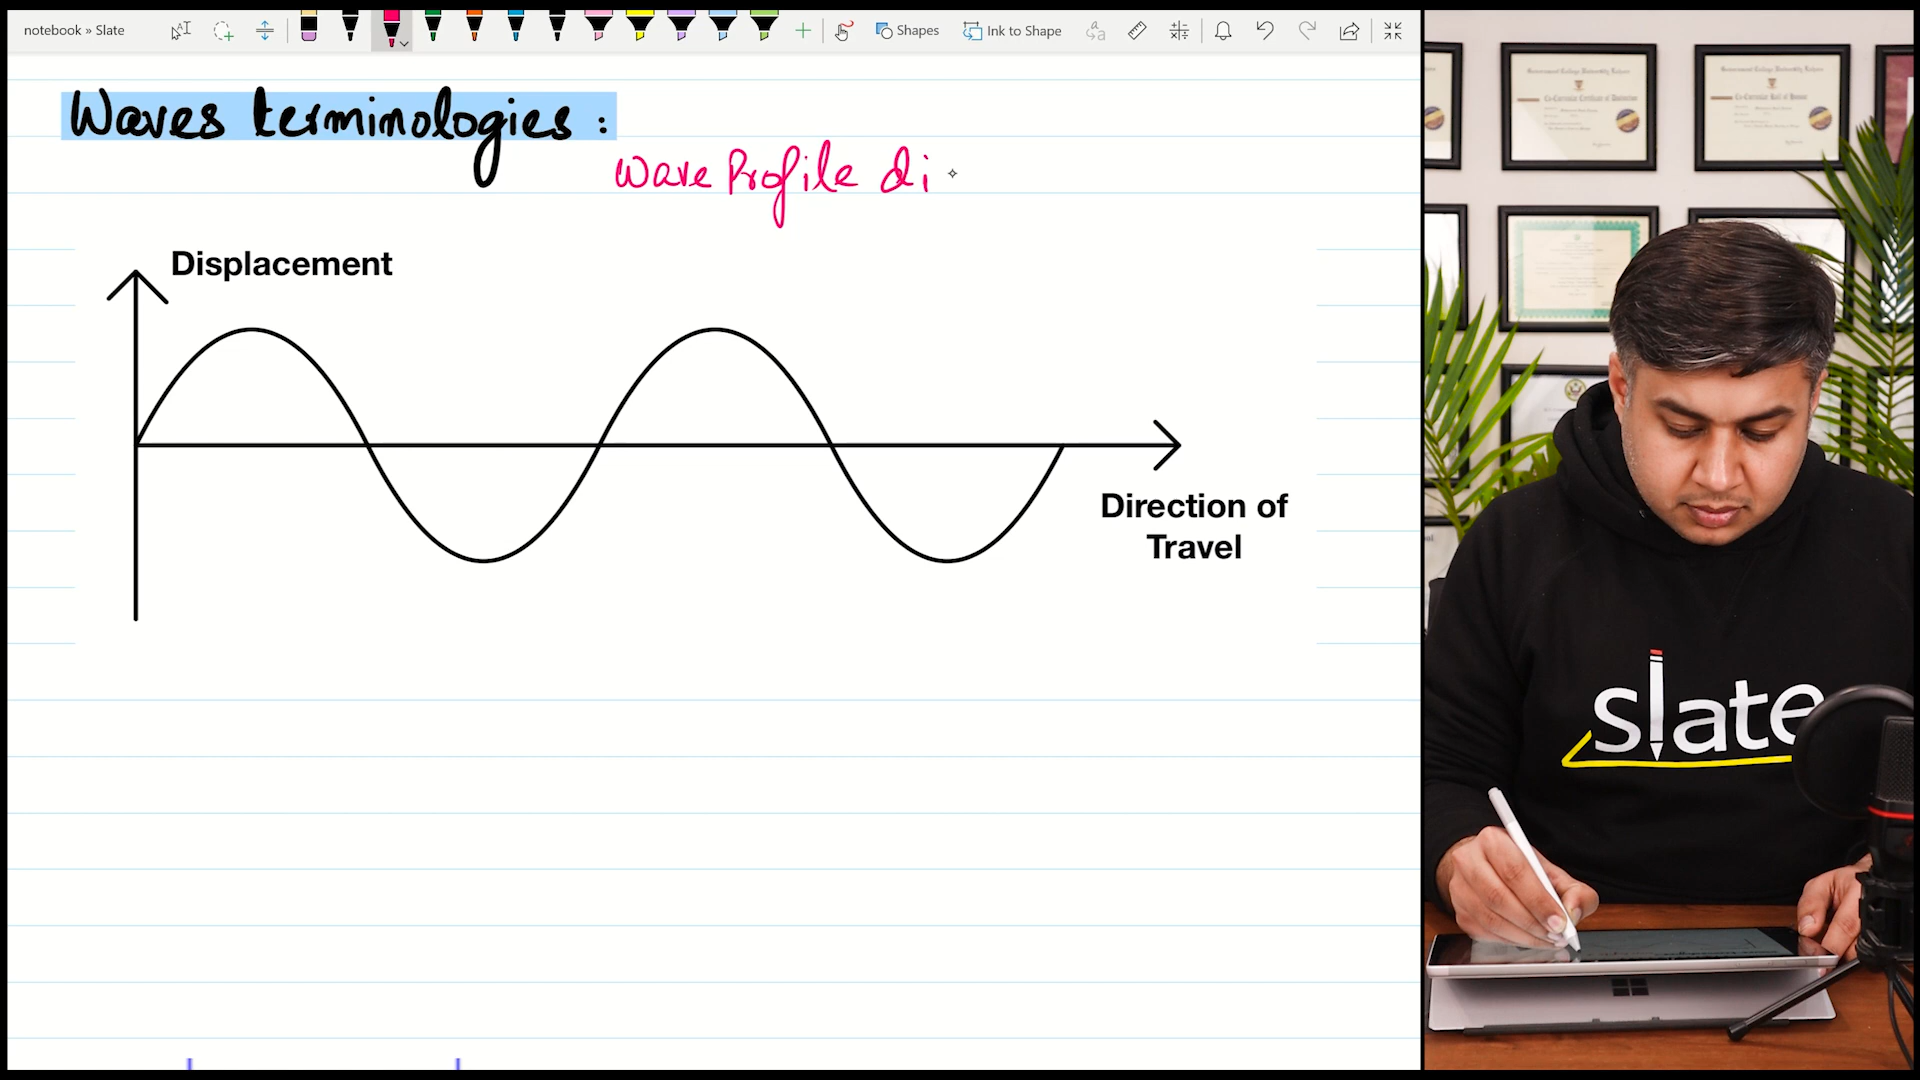 notebook » Slate
Shapes
Ink to Shape
Waves terminologies :
Wave Profile di
Displacement
Direction of
Travel
slate